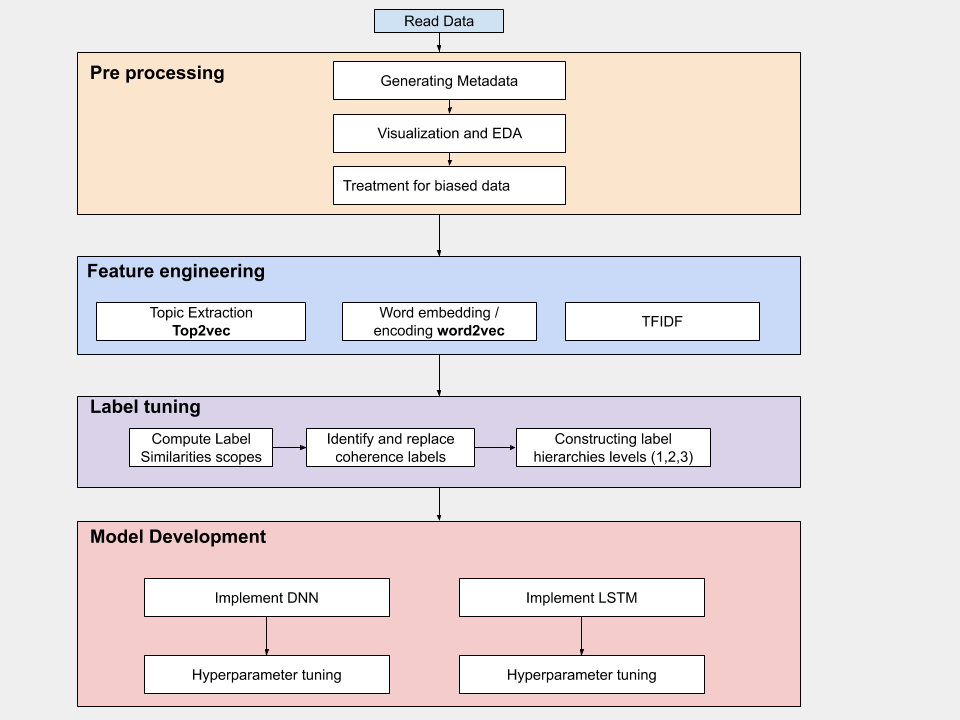 Read Data
Pre processing
Generating Metadata
Visualization and EDA
Treatment for biased data
Feature engineering
Topic Extraction
Top2vec
Word embedding /
encoding word2vec
TFIDF
Label tuning
Compute Label
Similarities scopes
Identify and replace
coherence labels
Constructing label
hierarchies levels (1,2,3)
Model Development
Implement DNN
Implement LSTM
Hyperparameter tuning
Hyperparameter tuning